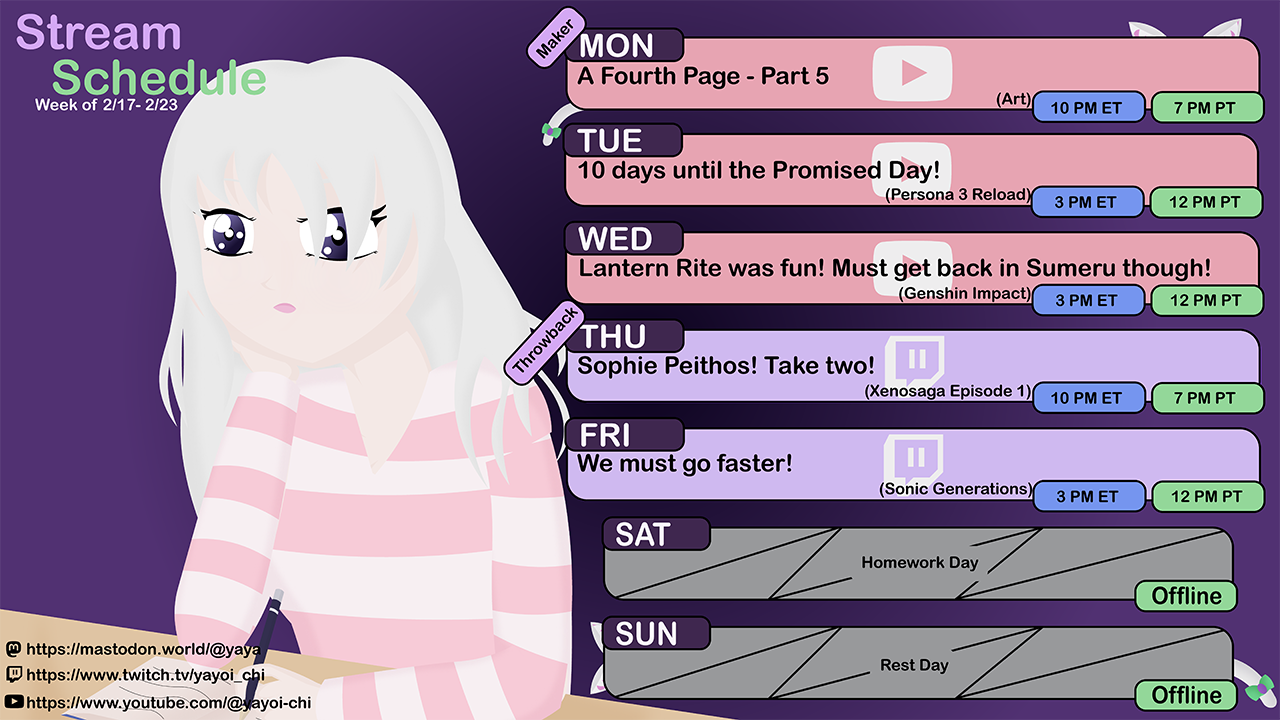 Stream
Schedule
Week of 2/17- 2/23
Maker
MON
A Fourth Page - Part 5
(Art)
10 PM ET
7 PM PT
TUE
10 days until the Promised Day!
(Persona 3 Reload)
3 PM ET
12 PM PT
WED
Lantern Rite was fun! Must get back in Sumeru though!
(Genshin Impact)
3 PM ET
12 PM PT
Throwback
THU
Sophie Peithos! Take two!
(Xenosaga Episode 1)
10 PM ET
7 PM PT
FRI
We must go faster!
(Sonic Generations)
3 PM ET
12 PM PT
SAT
Homework Day
Offline
SUN
Rest Day
Offline
https://mastodon.world/@yaya
https://www.twitch.tv/yayoi_chi
https://www.youtube.com/@yayoi-chi